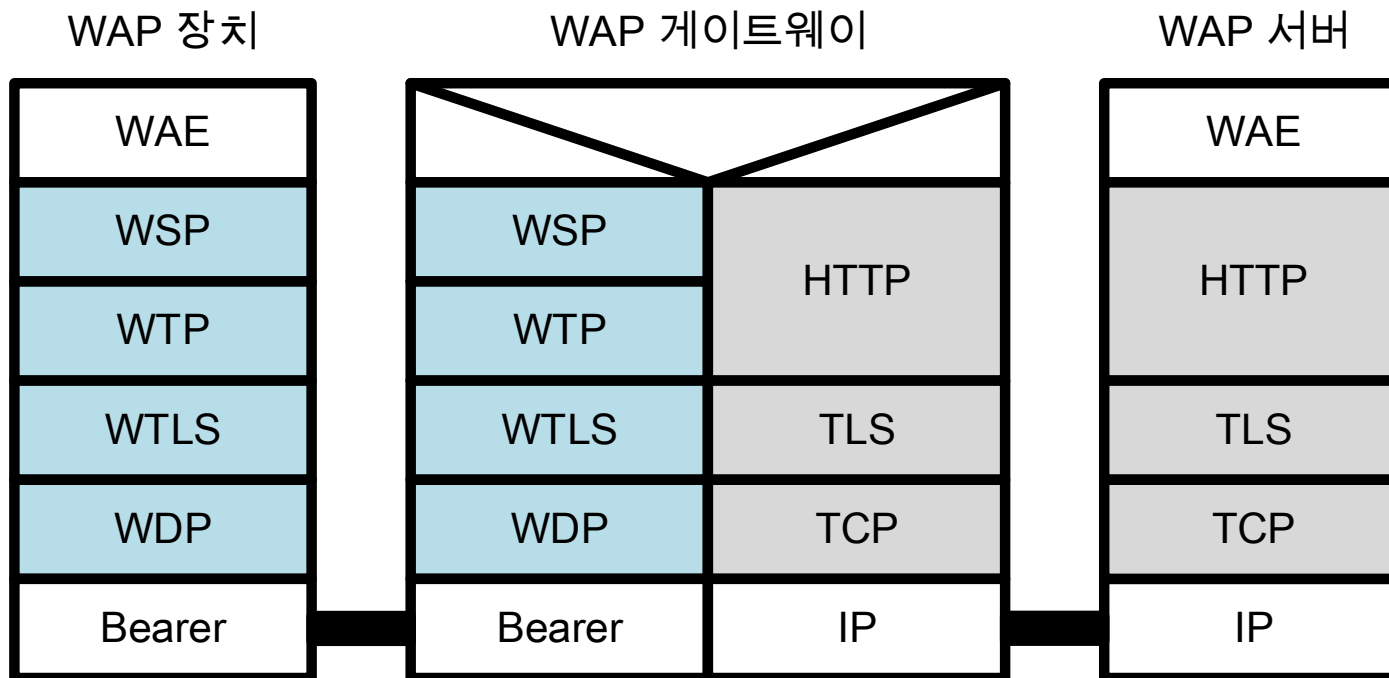 WAP 장치
WAP 게이트웨이
WAP 서버
WAE
WAE
WSP
WSP
HTTP
HTTP
WTP
WTP
WTLS
WTLS
TLS
TLS
WDP
WDP
TCP
TCP
Bearer
Bearer
IP
IP